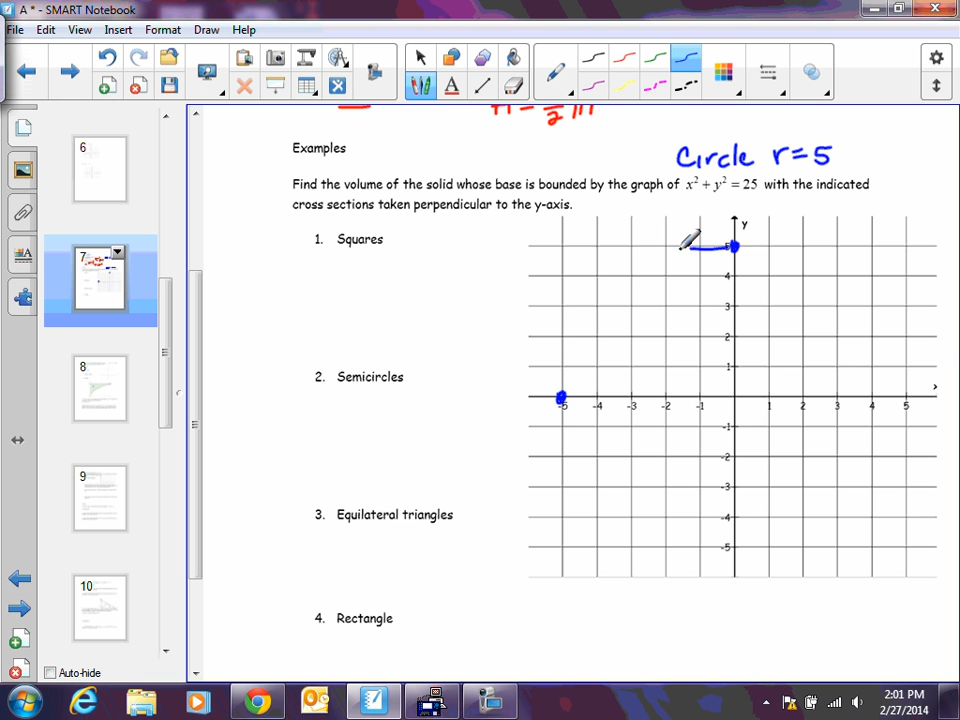 A * - SMART Notebook
File Edit View Insert Format Draw Help
6
7
8
9
10
Auto-hide
Examples
Circle r=5
Find the volume of the solid whose base is bounded by the graph of x² + y² = 25 with the indicated
cross sections taken perpendicular to the y-axis.
1. Squares
2. Semicircles
3. Equilateral triangles
4. Rectangle
y
5
4
3
2
1
x
-5 -4 -3 -2 -1 1 2 3 4 5
-1
-2
-3
-4
-5
2:01 PM
2/27/2014